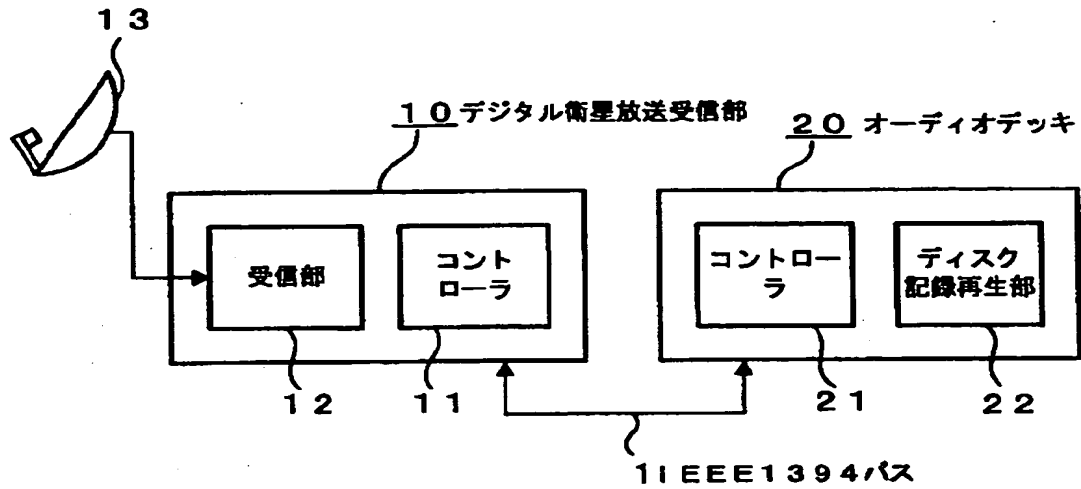 13
10デジタル衛星放送受信部
20 オーディオデッキ
受信部
コント
ローラ
コントロー
ラ
ディスク
記録再生部
12
11
21
22
1IEEE1394バス